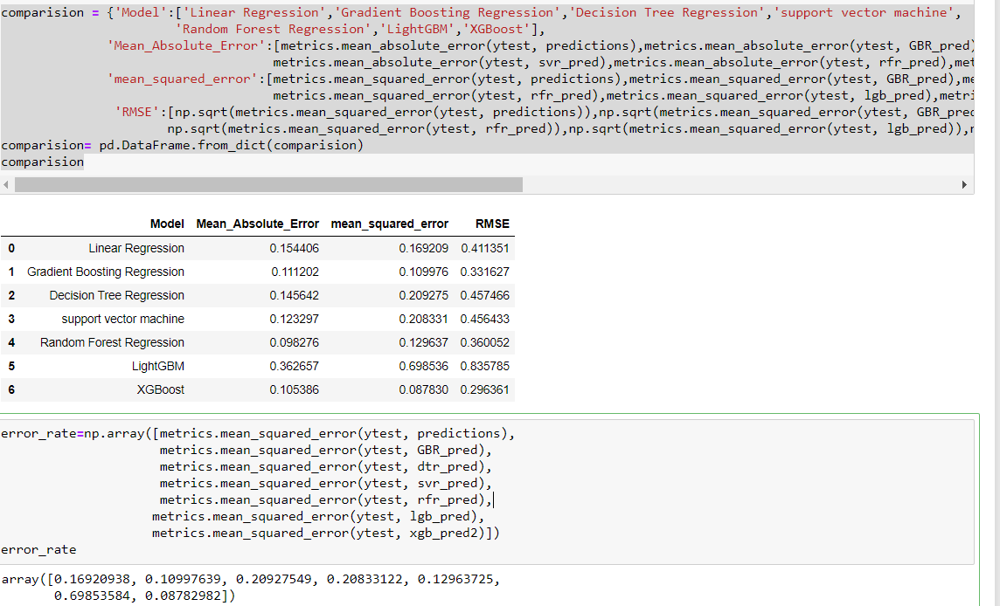 comparision = {'Model':['Linear Regression','Gradient Boosting Regression','Decision Tree Regression','support vector machine',
'Random Forest Regression','LightGBM','XGBoost'],
'Mean_Absolute_Error':[metrics.mean_absolute_error(ytest, predictions),metrics.mean_absolute_error(ytest, GBR_pred)
metrics.mean_absolute_error(ytest, svr_pred),metrics.mean_absolute_error(ytest, rfr_pred),met
'mean_squared_error':[metrics.mean_squared_error(ytest, predictions),metrics.mean_squared_error(ytest, GBR_pred),me
metrics.mean_squared_error(ytest, rfr_pred),metrics.mean_squared_error(ytest, lgb_pred),metri
'RMSE':[np.sqrt(metrics.mean_squared_error(ytest, predictions)),np.sqrt(metrics.mean_squared_error(ytest, GBR_pred
np.sqrt(metrics.mean_squared_error(ytest, rfr_pred)),np.sqrt(metrics.mean_squared_error(ytest, lgb_pred)),
comparision= pd.DataFrame.from_dict(comparision)
comparision
Model Mean_Absolute_Error mean_squared_error RMSE
0 Linear Regression 0.154406 0.169209 0.411351
1 Gradient Boosting Regression 0.111202 0.109976 0.331627
2 Decision Tree Regression 0.145642 0.209275 0.457466
3 support vector machine 0.123297 0.208331 0.456433
4 Random Forest Regression 0.098276 0.129637 0.360052
5 LightGBM 0.362657 0.698536 0.835785
6 XGBoost 0.105386 0.087830 0.296361
error_rate=np.array([metrics.mean_squared_error(ytest, predictions),
metrics.mean_squared_error(ytest, GBR_pred),
metrics.mean_squared_error(ytest, dtr_pred),
metrics.mean_squared_error(ytest, svr_pred),
metrics.mean_squared_error(ytest, rfr_pred),
metrics.mean_squared_error(ytest, lgb_pred),
metrics.mean_squared_error(ytest, xgb_pred2)])
error_rate
array([0.16920938, 0.10997639, 0.20927549, 0.20833122, 0.12963725,
0.69853584, 0.08782982])